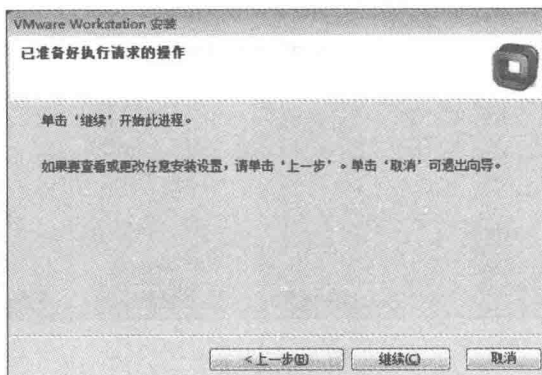 VMware Workstation 安装
已准备好执行请求的操作
单击‘继续’开始此进程。
如果要查看或更改任意安装设置，请单击‘上一步’。单击‘取消’可退出向导。
<上一步(B)
继续(C)
取消